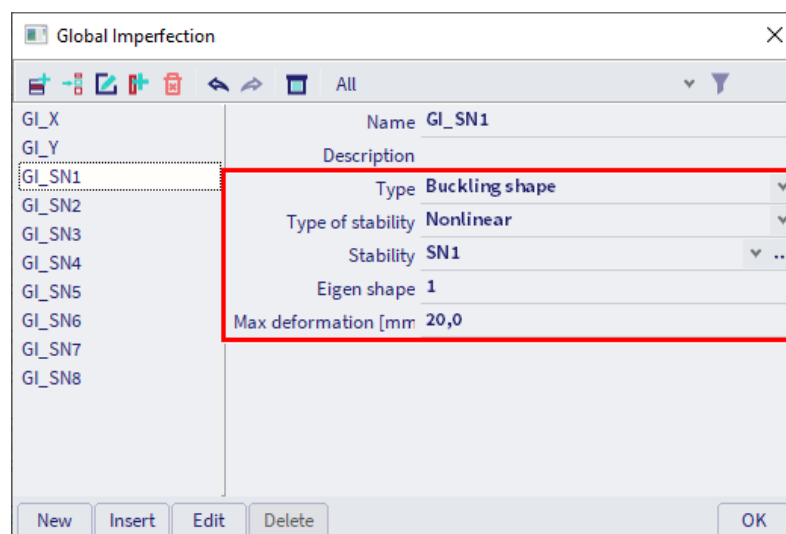 Global Imperfection
All
GI_X
GI_Y
GI_SN1
GI_SN2
GI_SN3
GI_SN4
GI_SN5
GI_SN6
GI_SN7
GI_SN8
Name GI_SN1
Description
Type Buckling shape
Type of stability Nonlinear
Stability SN1 ..
Eigen shape 1
Max deformation [mm 20,0
New Insert Edit Delete OK